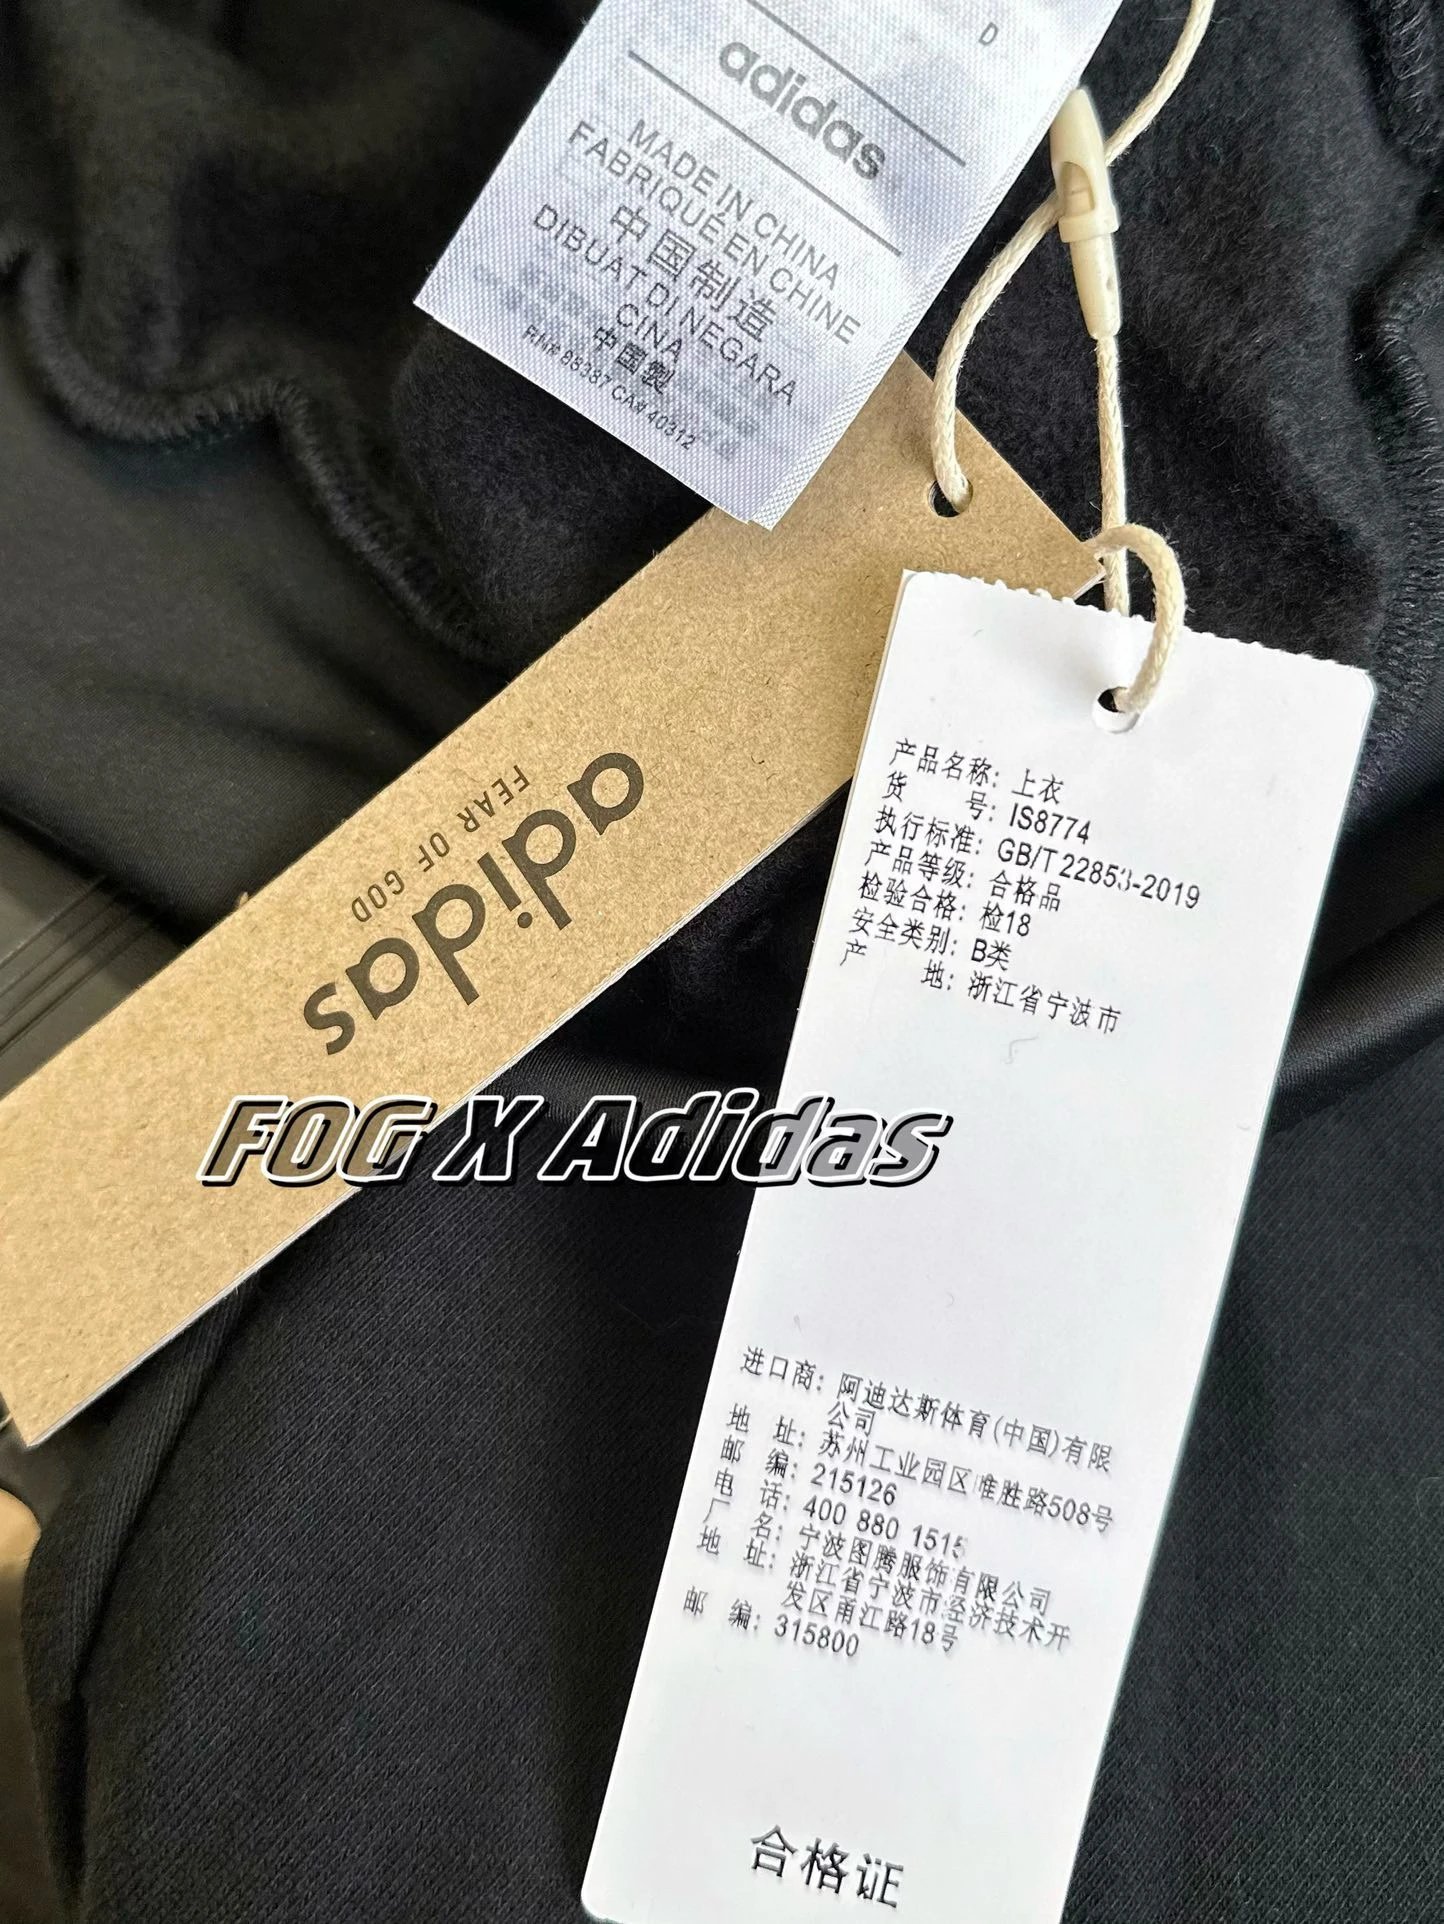 D
adidas
MADE IN CHINA
FABRIQUÉ EN CHINE
中国制造
DIBUAT DI NEGARA
CINA
中国製
RN# 88387 CA# 40312
adidas
FEAR OF GOD
FOG X Adidas
产品名称: 上衣
货 号: IS8774
执行标准: GB/T 22853-2019
产品等级: 合格品
检验合格: 检18
安全类别: B类
产 地: 浙江省宁波市
进口商: 阿迪达斯体育(中国)有限
公司
地 址: 苏州工业园区唯胜路508号
邮 编: 215126
电 话: 400 880 1515
厂 名: 宁波图腾服饰有限公司
地 址: 浙江省宁波市经济技术开
发区甬江路18号
邮 编: 315800
合格证